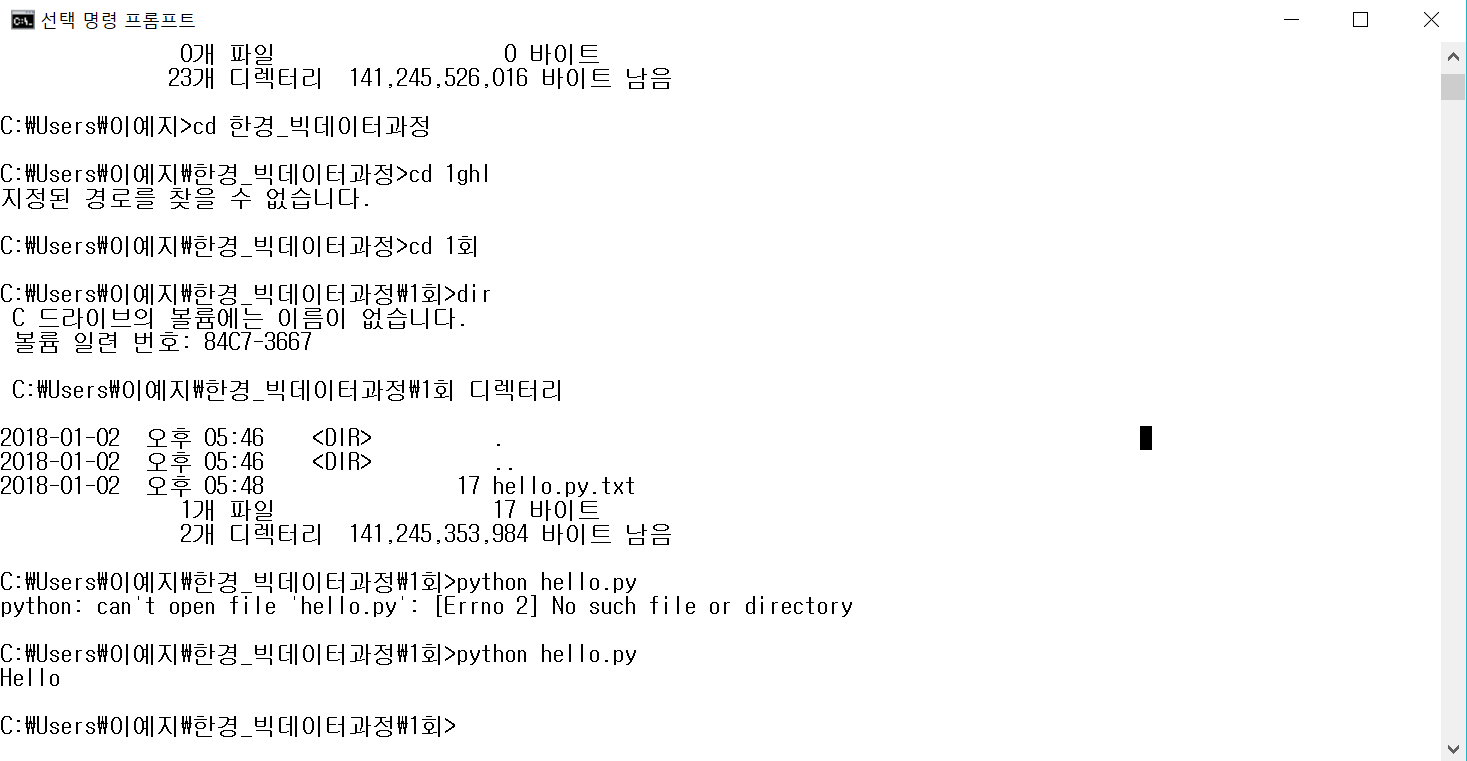 선택 명령 프롬프트
0개 파일 0 바이트
23개 디렉터리 141,245,526,016 바이트 남음
C:\Users\이예지>cd 한경_빅데이터과정
C:\Users\이예지\한경_빅데이터과정>cd 1ghl
지정된 경로를 찾을 수 없습니다.
C:\Users\이예지\한경_빅데이터과정>cd 1회
C:\Users\이예지\한경_빅데이터과정\1회>dir
C 드라이브의 볼륨에는 이름이 없습니다.
볼륨 일련 번호: 84C7-3667
C:\Users\이예지\한경_빅데이터과정\1회 디렉터리
2018-01-02 오후 05:46 <DIR> .
2018-01-02 오후 05:46 <DIR> ..
2018-01-02 오후 05:48 17 hello.py.txt
1개 파일 17 바이트
2개 디렉터리 141,245,353,984 바이트 남음
C:\Users\이예지\한경_빅데이터과정\1회>python hello.py
python: can't open file 'hello.py': [Errno 2] No such file or directory
C:\Users\이예지\한경_빅데이터과정\1회>python hello.py
Hello
C:\Users\이예지\한경_빅데이터과정\1회>